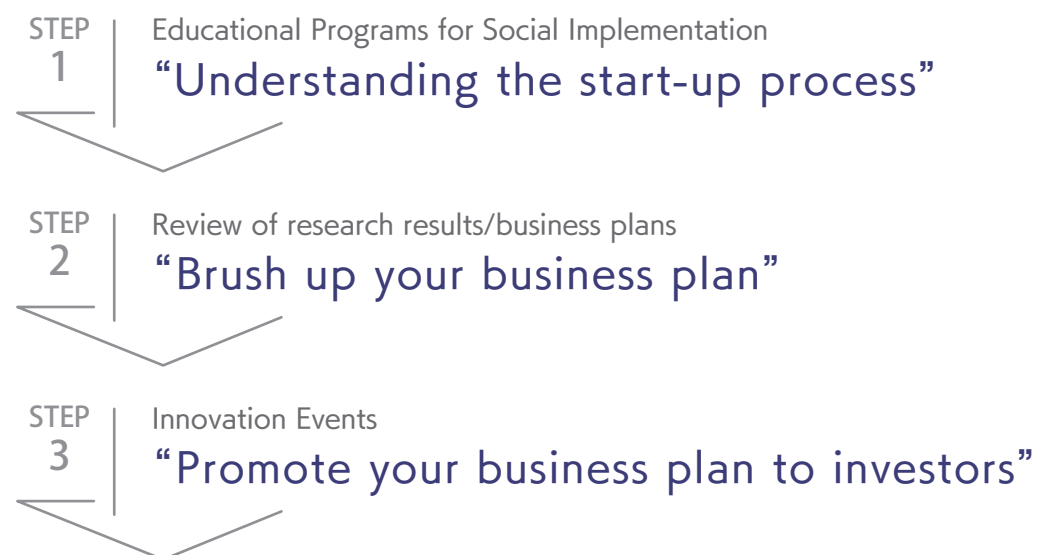 STEP
1
Educational Programs for Social Implementation
“Understanding the start-up process”
STEP
2
Review of research results/business plans
“Brush up your business plan”
STEP
3
Innovation Events
“Promote your business plan to investors”